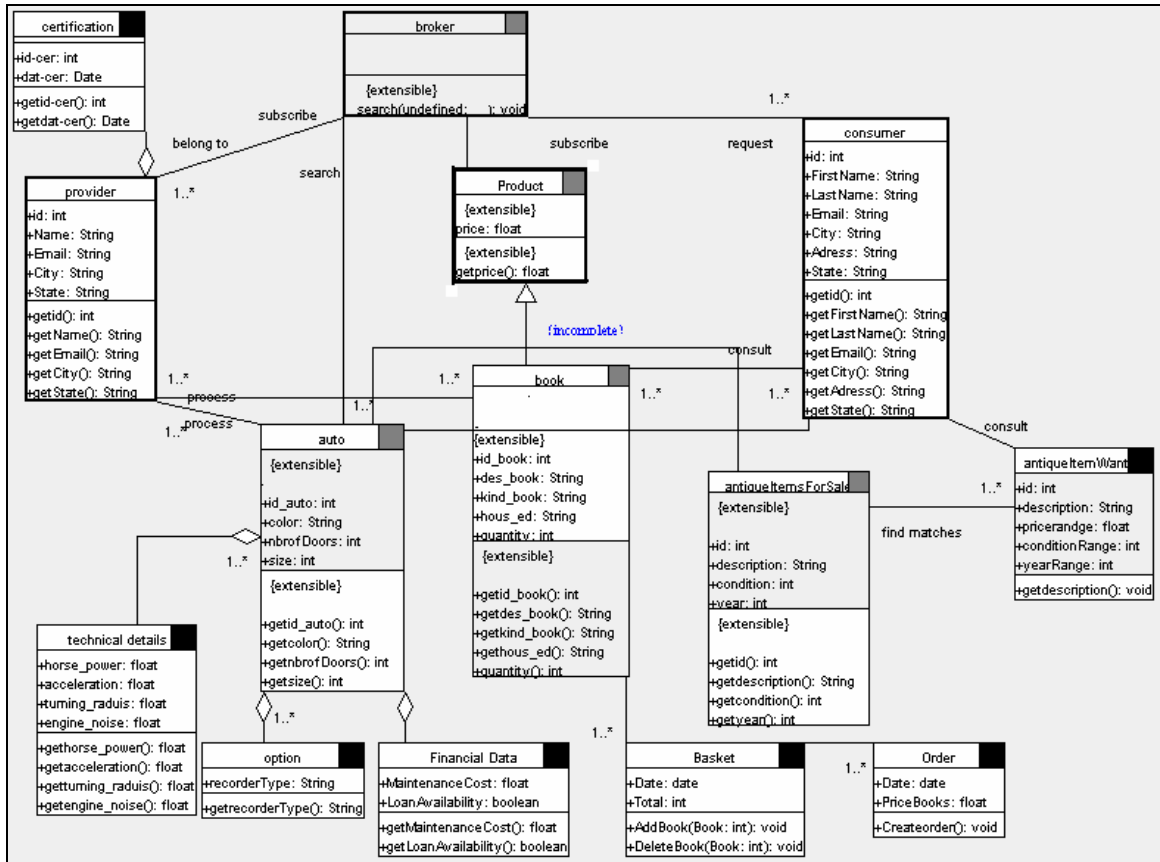 certification
+id-cer: int
+dat-cer: Date
+getid-cer(): int
+getdat-cer(): Date
broker
{extensible}
search(undefined: ): void
subscribe
belong to
search
subscribe
request
1..*
1..*
provider
+id: int
+Name: String
+Email: String
+City: String
+State: String
+getid(): int
+getName(): String
+getEmail(): String
+getCity(): String
+getState(): String
Product
{extensible}
price: float
{extensible}
getprice(): float
{incomplete}
consumer
+id: int
+FirstName: String
+LastName: String
+Email: String
+City: String
+Adress: String
+State: String
+getid(): int
+getFirstName(): String
+getLastName(): String
+getEmail(): String
+getCity(): String
+getAdress(): String
+getState(): String
consult
1..*
process
1..*
1..*
1..*
1..*
process
1..*
consult
auto
{extensible}
+id_auto: int
+color: String
+nbrofDoors: int
+size: int
{extensible}
+getid_auto(): int
+getcolor(): String
+getnbrofDoors(): int
+getsize(): int
book
{extensible}
+id_book: int
+des_book: String
+kind_book: String
+hous_ed: String
+quantity: int
{extensible}
+getid_book(): int
+getdes_book(): String
+getkind_book(): String
+gethous_ed(): String
+quantity(): int
antiqueItemsForSale
{extensible}
+id: int
+description: String
+condition: int
+year: int
{extensible}
+getid(): int
+getdescription(): String
+getcondition(): int
+getyear(): int
1..*
find matches
antiqueItemWant
+id: int
+description: String
+pricerandge: float
+conditionRange: int
+yearRange: int
+getdescription(): void
1..*
technical details
+horse_power: float
+acceleration: float
+turning_raduis: float
+engine_noise: float
+gethorse_power(): float
+getacceleration(): float
+getturning_raduis(): float
+getengine_noise(): float
1..*
option
+recorderType: String
+getrecorderType(): String
Financial Data
+MaintenanceCost: float
+LoanAvailability: boolean
+getMaintenanceCost(): float
+getLoanAvailability(): boolean
1..*
Basket
+Date: date
+Total: int
+AddBook(Book: int): void
+DeleteBook(Book: int): void
1..*
Order
+Date: date
+PriceBooks: float
+Createorder(): void